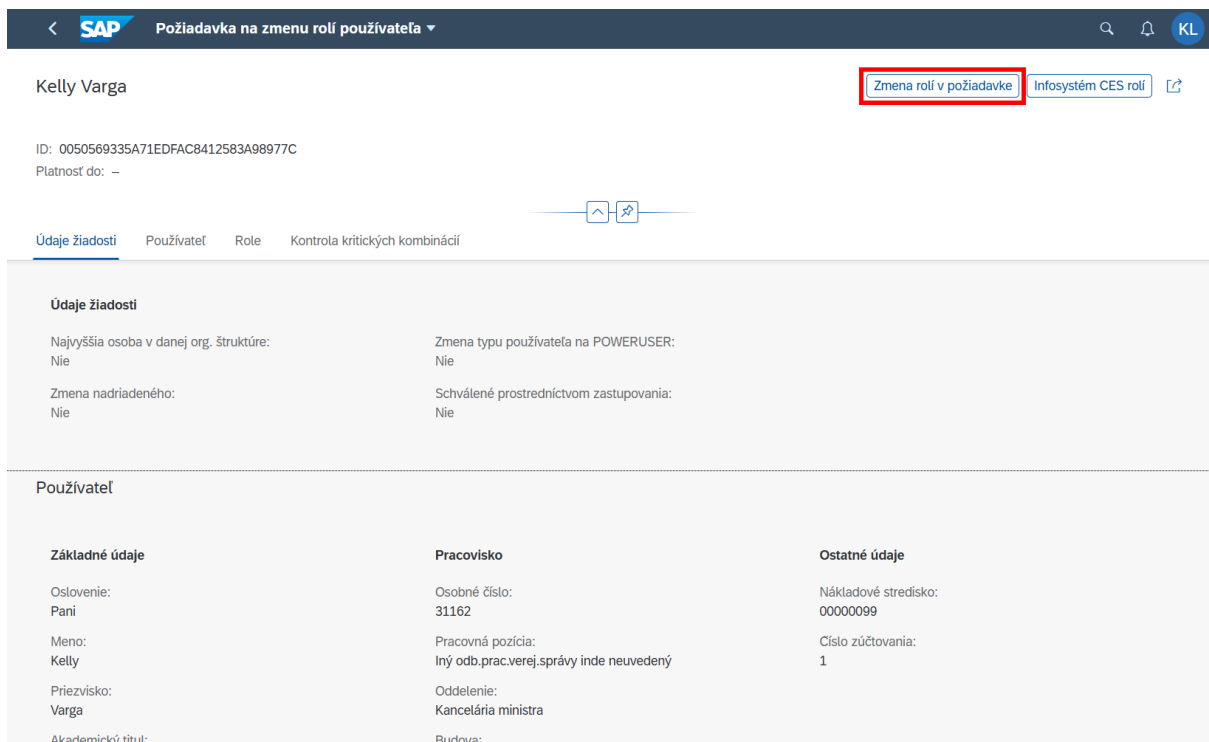 SAP Požiadavka na zmenu rolí používateľa
KL
Kelly Varga
Zmena rolí v požiadavke
Infosystém CES rolí
ID: 0050569335A71EDFAC8412583A98977C
Platnosť do: –
Údaje žiadosti Používateľ Role Kontrola kritických kombinácií
Údaje žiadosti
Najvyššia osoba v danej org. štruktúre: Zmena typu používateľa na POWERUSER:
Nie Nie
Zmena nadriadeného: Schválené prostredníctvom zastupovania:
Nie Nie
Používateľ
Základné údaje Pracovisko Ostatné údaje
Oslovenie: Osobné číslo: Nákladové stredisko:
Pani 31162 00000099
Meno: Pracovná pozícia: Číslo zúčtovania:
Kelly Iný odb.prac.verej.správy inde neuvedený 1
Priezvisko: Oddelenie:
Varga Kancelária ministra
Akademický titul: Budova: